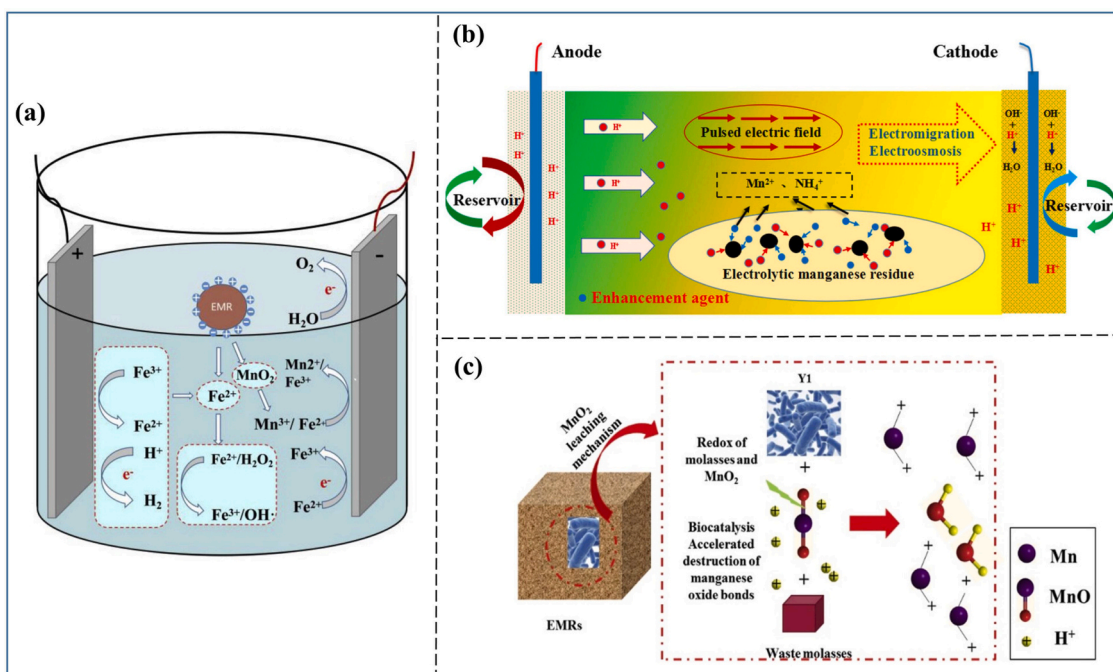 (a)
+
-
EMR
O₂
e⁻
H₂O
Fe³⁺
Fe²⁺
H⁺
e⁻
H₂
Fe²⁺
MnO₂
Mn2⁺/
Fe³⁺
Mn³⁺/ Fe²⁺
Fe²⁺/H₂O₂
Fe³⁺/OH·
Fe³⁺
e⁻
Fe²⁺
(b)
Anode
Cathode
H⁺
H⁺
H⁺
H⁺
H⁺
Reservoir
H⁺
H⁺
H⁺
Pulsed electric field
Mn²⁺ 、 NH₄⁺
Electromigration
Electroosmosis
Electrolytic manganese residue
Enhancement agent
OH⁻ OH⁻
+ +
H⁺ H⁺
H₂O H₂O
H⁺
H⁺
H⁺
H⁺
Reservoir
(c)
MnO₂
leaching
mechanism
EMRs
Y1
Redox of
molasses and
MnO₂
+
Biocatalysis
Accelerated
destruction of
manganese
oxide bonds
+
Waste molasses
Mn
MnO
H⁺